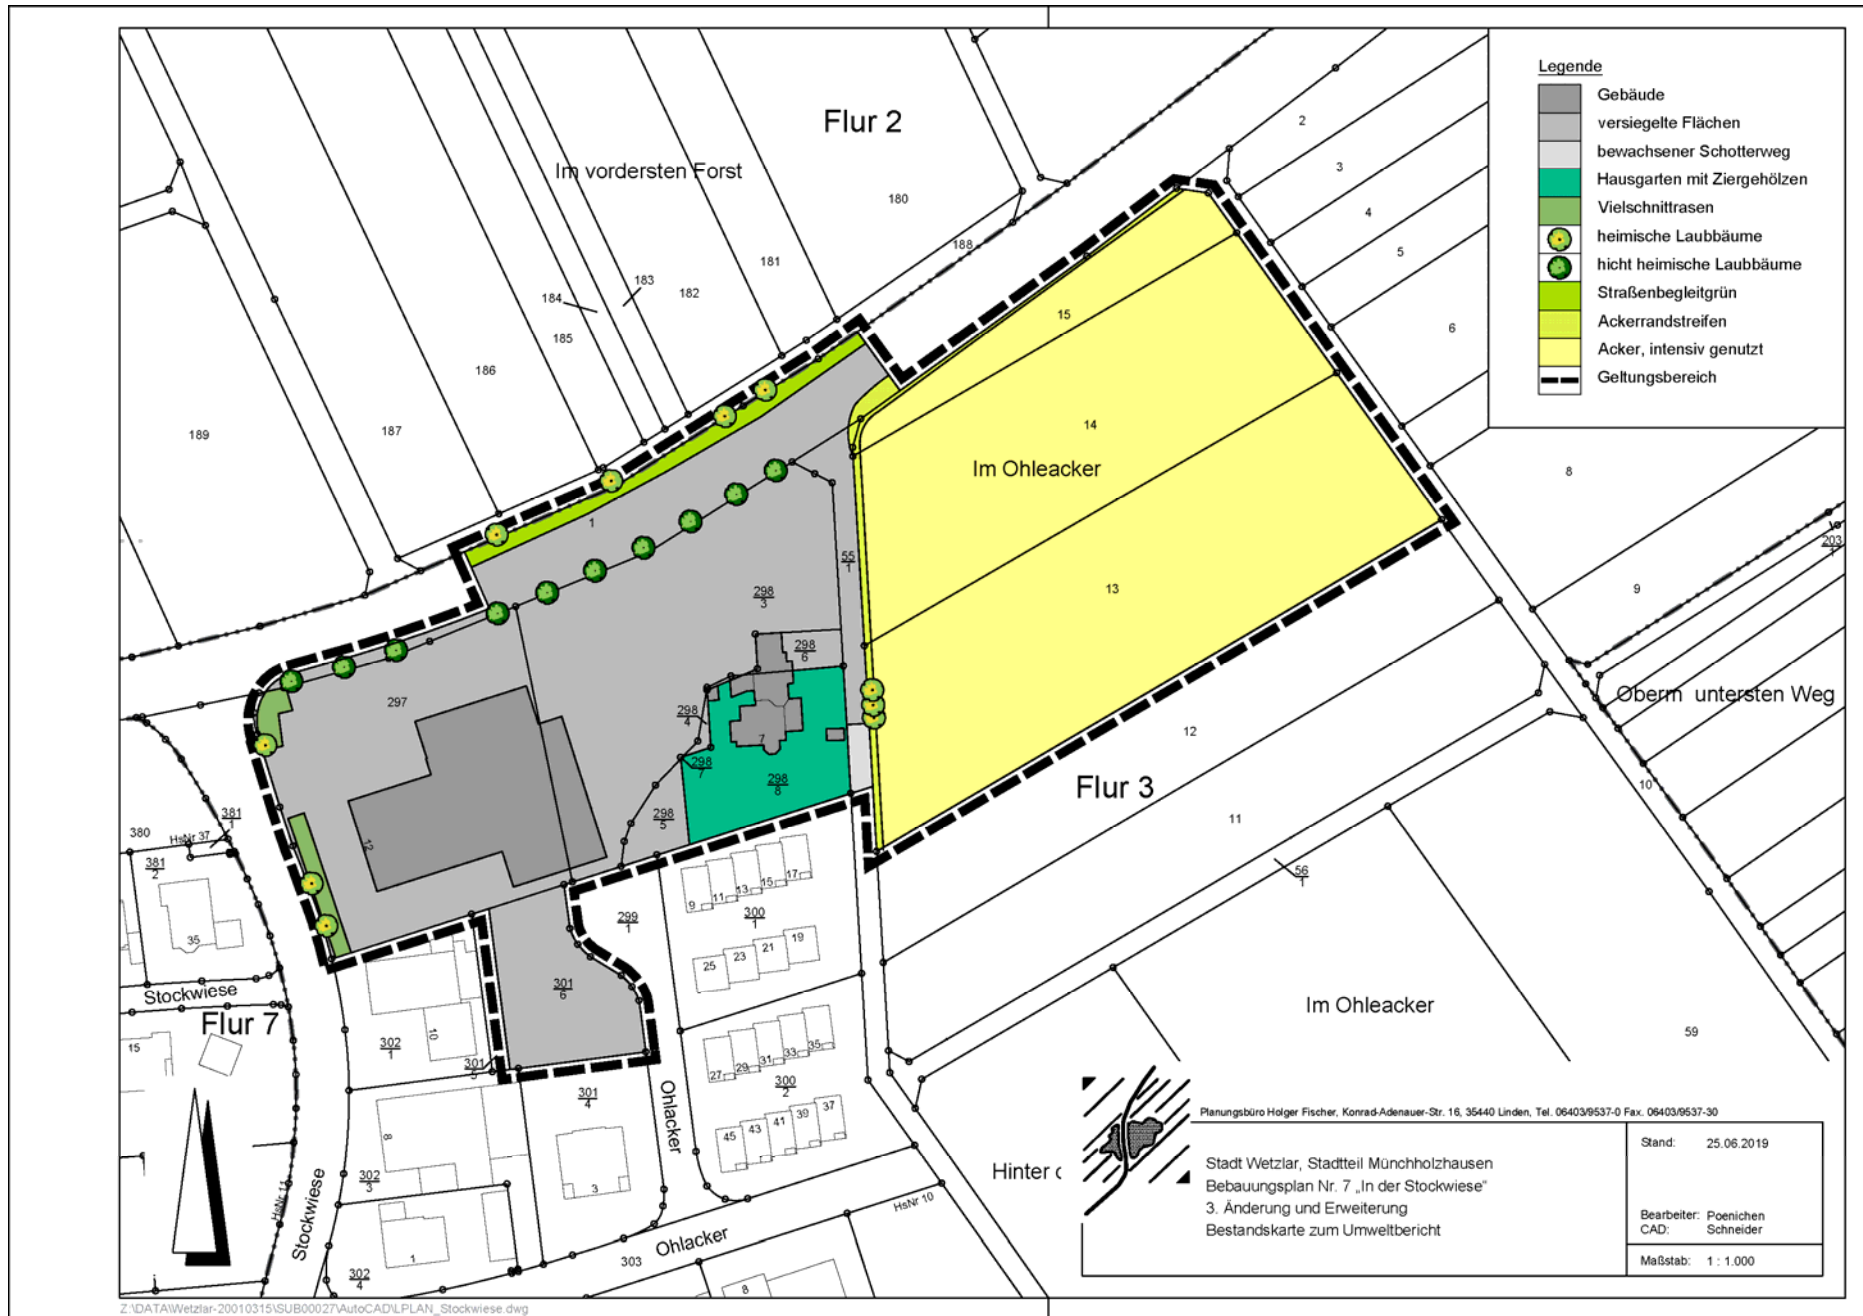 Legende
Gebäude
versiegelte Flächen
bewachsener Schotterweg
Hausgarten mit Ziergehölzen
Vielschnittrasen
heimische Laubbäume
hicht heimische Laubbäume
Straßenbegleitgrün
Ackerrandstreifen
Acker, intensiv genutzt
Geltungsbereich
Flur 2
Im vordersten Forst
180
188
181
182
183
184
185
186
187
189
2
3
4
5
6
15
14
Im Ohleacker
13
8
9
203
1
Oberm untersten Weg
10
12
11
Flur 3
56
1
Im Ohleacker
59
1
55
1
298
3
298
6
297
298
4
7
298
7
298
8
298
5
12
380
HsNr 37
381
1
381
2
35
Stockwiese
Flur 7
15
299
1
9
11
13
15
17
300
1
25
23
21
19
301
6
302
1
10
301
5
301
4
27
29
31
33
35
300
2
45
43
41
39
37
Ohlacker
8
3
302
3
HsNr 11
Stockwiese
302
4
1
303
Ohlacker
HsNr 10
8
Hinter
Planungsbüro Holger Fischer, Konrad-Adenauer-Str. 16, 35440 Linden, Tel. 06403/9537-0 Fax. 06403/9537-30
Stadt Wetzlar, Stadtteil Münchholzhausen
Bebauungsplan Nr. 7 „In der Stockwiese"
3. Änderung und Erweiterung
Bestandskarte zum Umweltbericht
Stand: 25.06.2019
Bearbeiter: Poenichen
CAD: Schneider
Maßstab: 1 : 1.000
Z:\DATA\Wetzlar-20010315\SUB00027\AutoCAD\LPLAN_Stockwiese.dwg